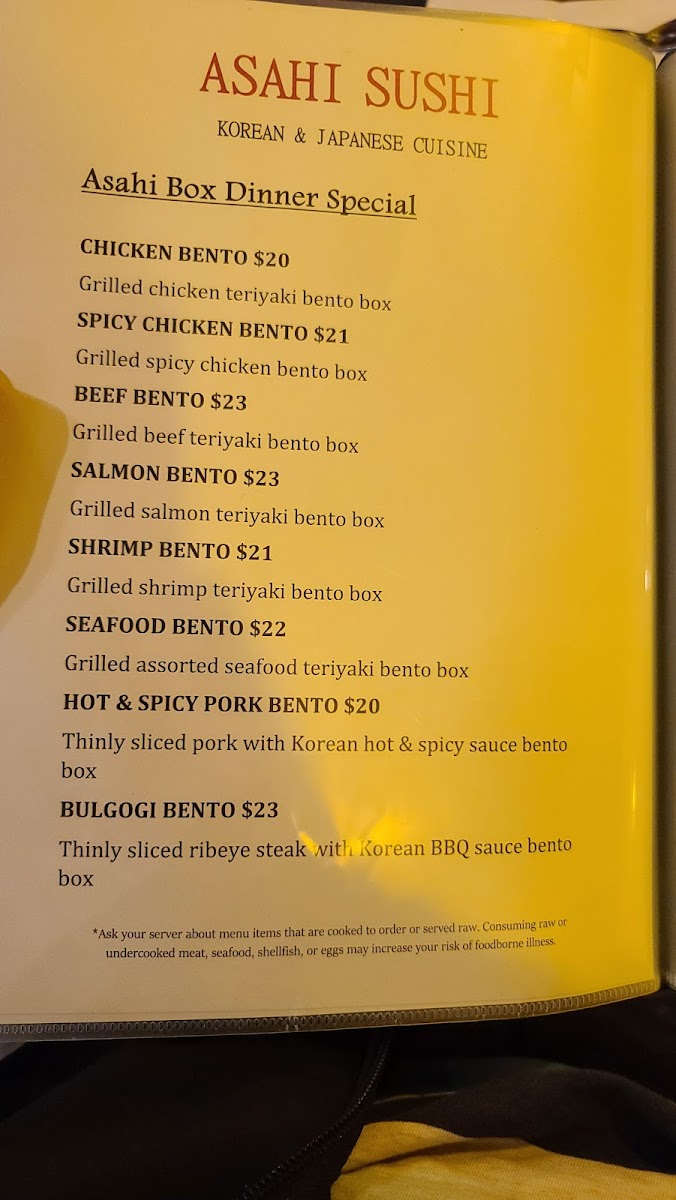 ASAHI SUSHI
KOREAN & JAPANESE CUISINE
Asahi Box Dinner Special
CHICKEN BENTO $20
Grilled chicken teriyaki bento box
SPICY CHICKEN BENTO $21
Grilled spicy chicken bento box
BEEF BENTO $23
Grilled beef teriyaki bento box
SALMON BENTO $23
Grilled salmon teriyaki bento box
SHRIMP BENTO $21
Grilled shrimp teriyaki bento box
SEAFOOD BENTO $22
Grilled assorted seafood teriyaki bento box
HOT & SPICY PORK BENTO $20
Thinly sliced pork with Korean hot & spicy sauce bento
box
BULGOGI BENTO $23
Thinly sliced ribeye steak with Korean BBQ sauce bento
box
*Ask your server about menu items that are cooked to order or served raw. Consuming raw or
undercooked meat, seafood, shellfish, or eggs may increase your risk of foodborne illness.